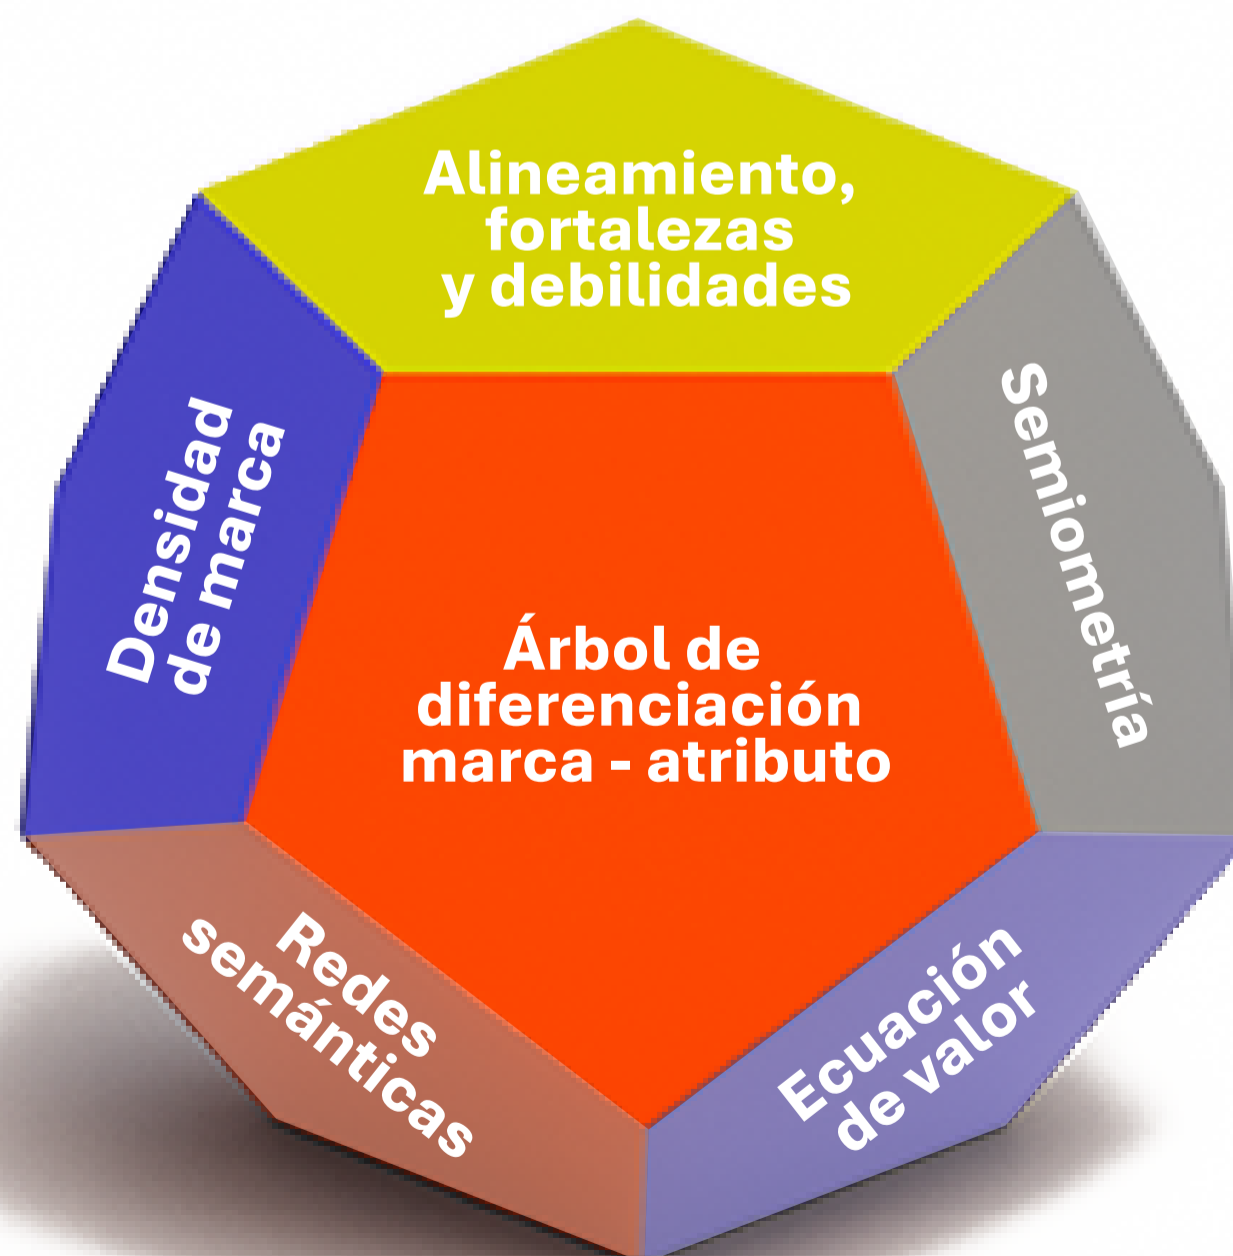 Alineamiento,
fortalezas
y debilidades
Densidad
de marca
Semiometría
Árbol de
diferenciación
marca - atributo
Redes
semánticas
Ecuación
de valor